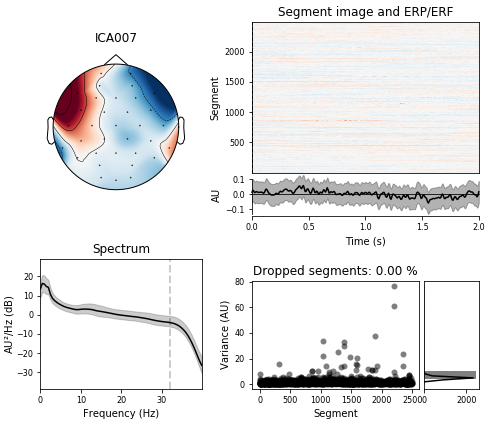 ICA007
Segment image and ERP/ERF
Segment
2000
1500
1000
500
AU
0.1
0.0
−0.1
0.0 0.5 1.0 1.5 2.0
Time (s)
Spectrum
AU²/Hz (dB)
20
10
0
−10
−20
−30
0 10 20 30
Frequency (Hz)
Dropped segments: 0.00 %
Variance (AU)
80
60
40
20
0
0 500 1000 1500 2000 2500 2000
Segment